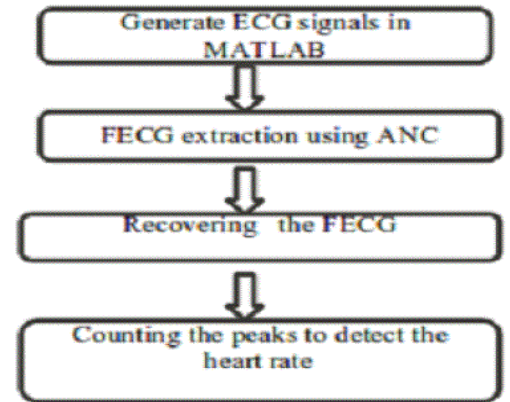 Generate ECG signals in
MATLAB
FECG extraction using ANC
Recovering the FECG
Counting the peaks to detect the
heart rate